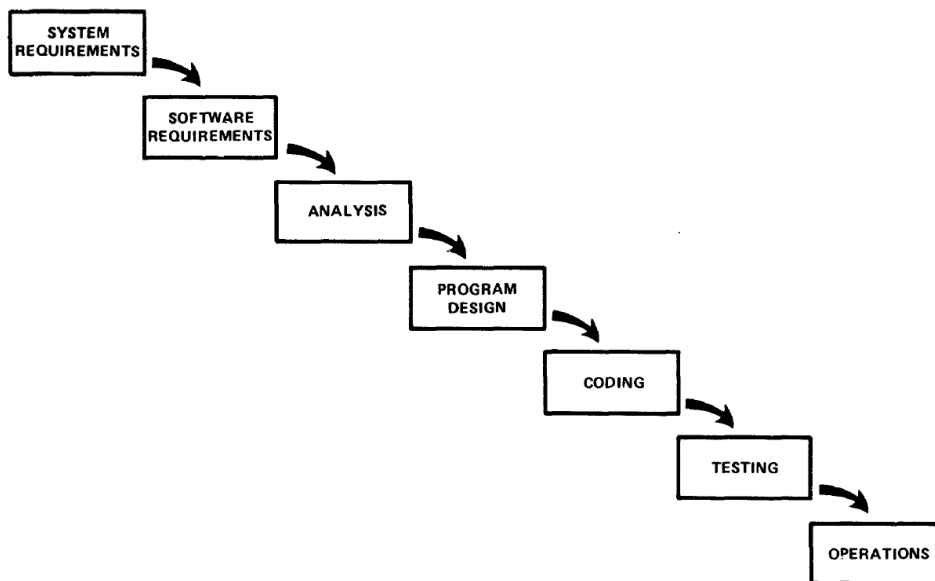 SYSTEM
REQUIREMENTS
SOFTWARE
REQUIREMENTS
ANALYSIS
PROGRAM
DESIGN
CODING
TESTING
OPERATIONS